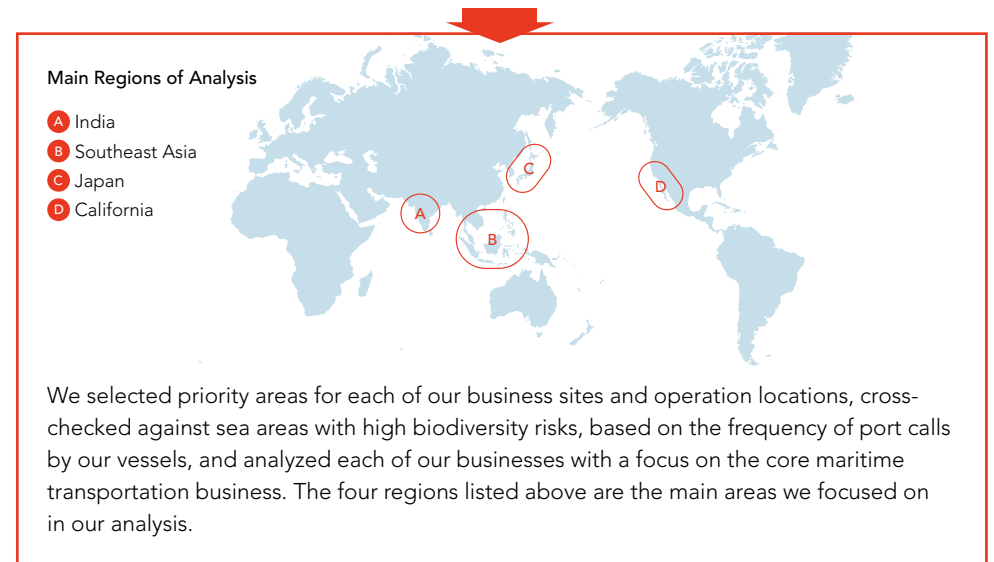 Main Regions of Analysis
A India
B Southeast Asia
C Japan
D California
A
B
C
D
We selected priority areas for each of our business sites and operation locations, cross-
checked against sea areas with high biodiversity risks, based on the frequency of port calls
by our vessels, and analyzed each of our businesses with a focus on the core maritime
transportation business. The four regions listed above are the main areas we focused on
in our analysis.